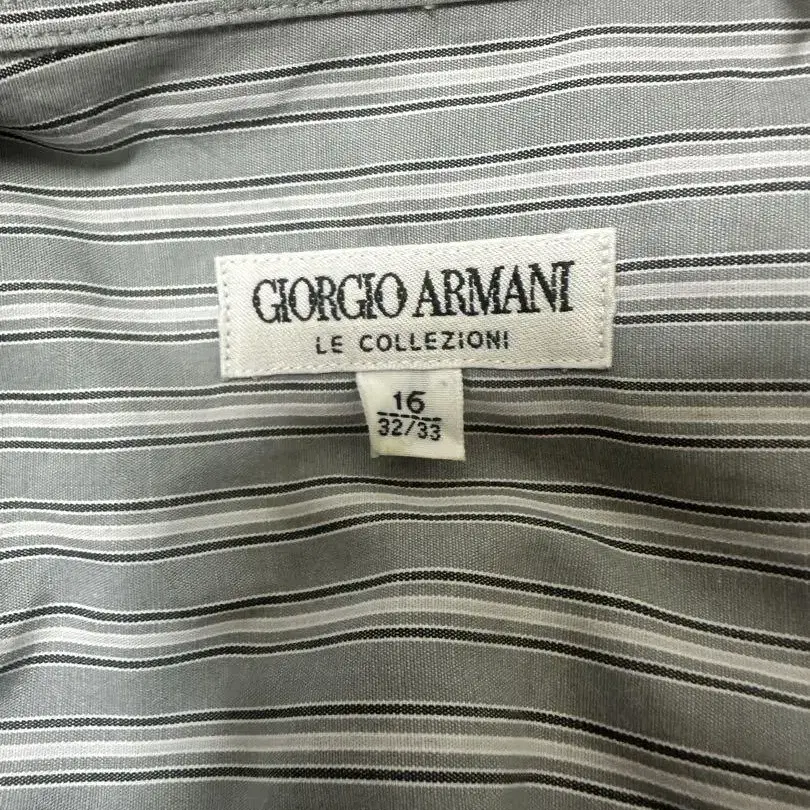 GIORGIO ARMANI
LE COLLEZIONI
16
32/33